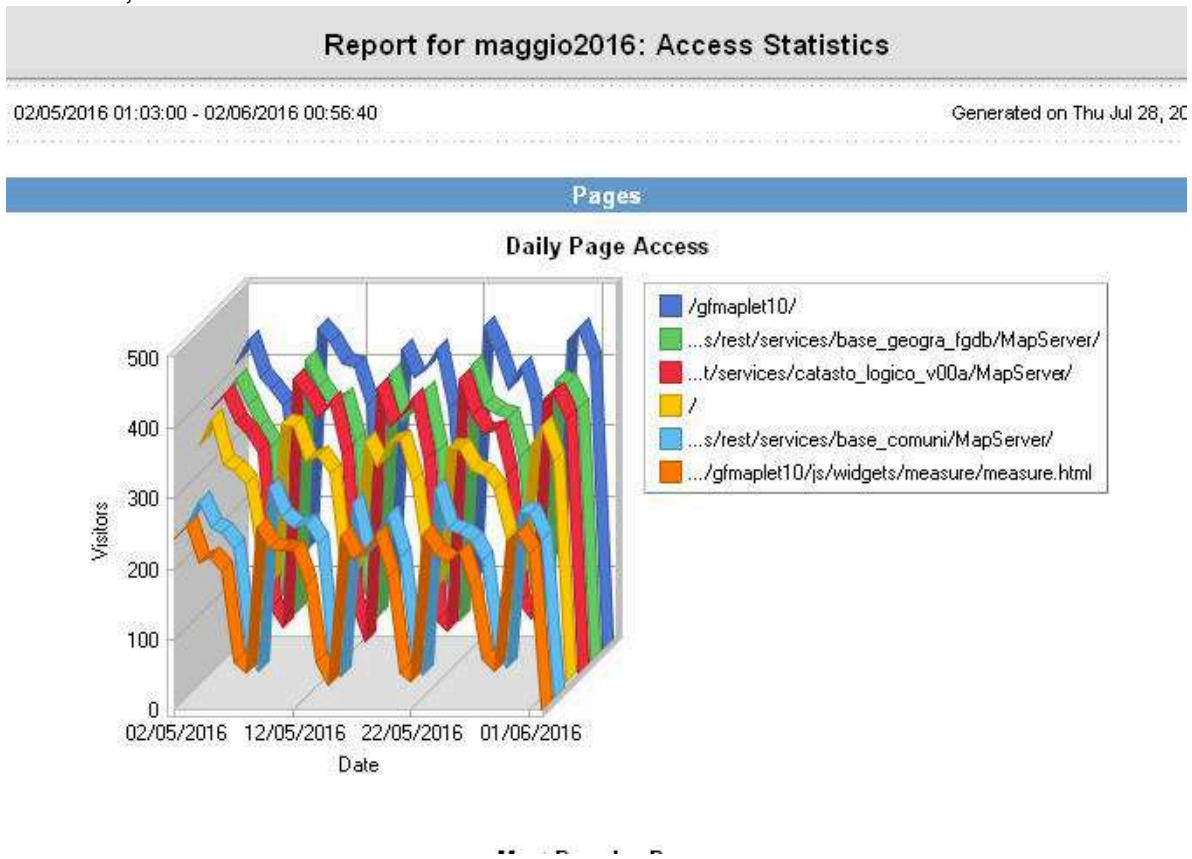 Report for maggio2016: Access Statistics
02/05/2016 01:03:00 - 02/06/2016 00:56:40
Generated on Thu Jul 28, 20
Pages
Daily Page Access
/gfmaplet10/
...s/rest/services/base_geogra_fgdb/MapServer/
...t/services/catasto_logico_v00a/MapServer/
/
...s/rest/services/base_comuni/MapServer/
.../gfmaplet10/js/widgets/measure/measure.html
500
400
300
200
100
0
Visitors
02/05/2016 12/05/2016 22/05/2016 01/06/2016
Date